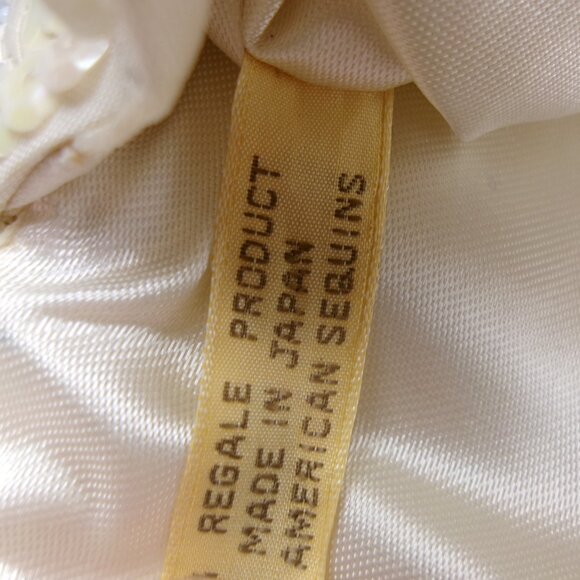 REGALE PRODUCT
MADE IN JAPAN
AMERICAN SEQUINS